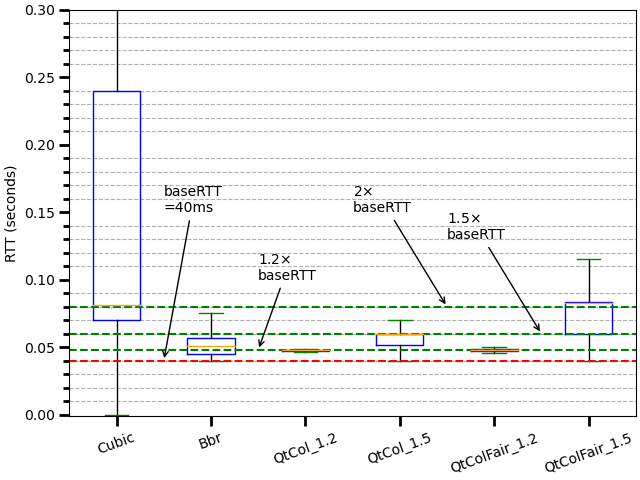 0.30
0.25
0.20
0.15
0.10
0.05
0.00
RTT (seconds)
baseRTT
=40ms
1.2×
baseRTT
2×
baseRTT
1.5×
baseRTT
Cubic
Bbr
QtCol_1.2
QtCol_1.5
QtColFair_1.2
QtColFair_1.5